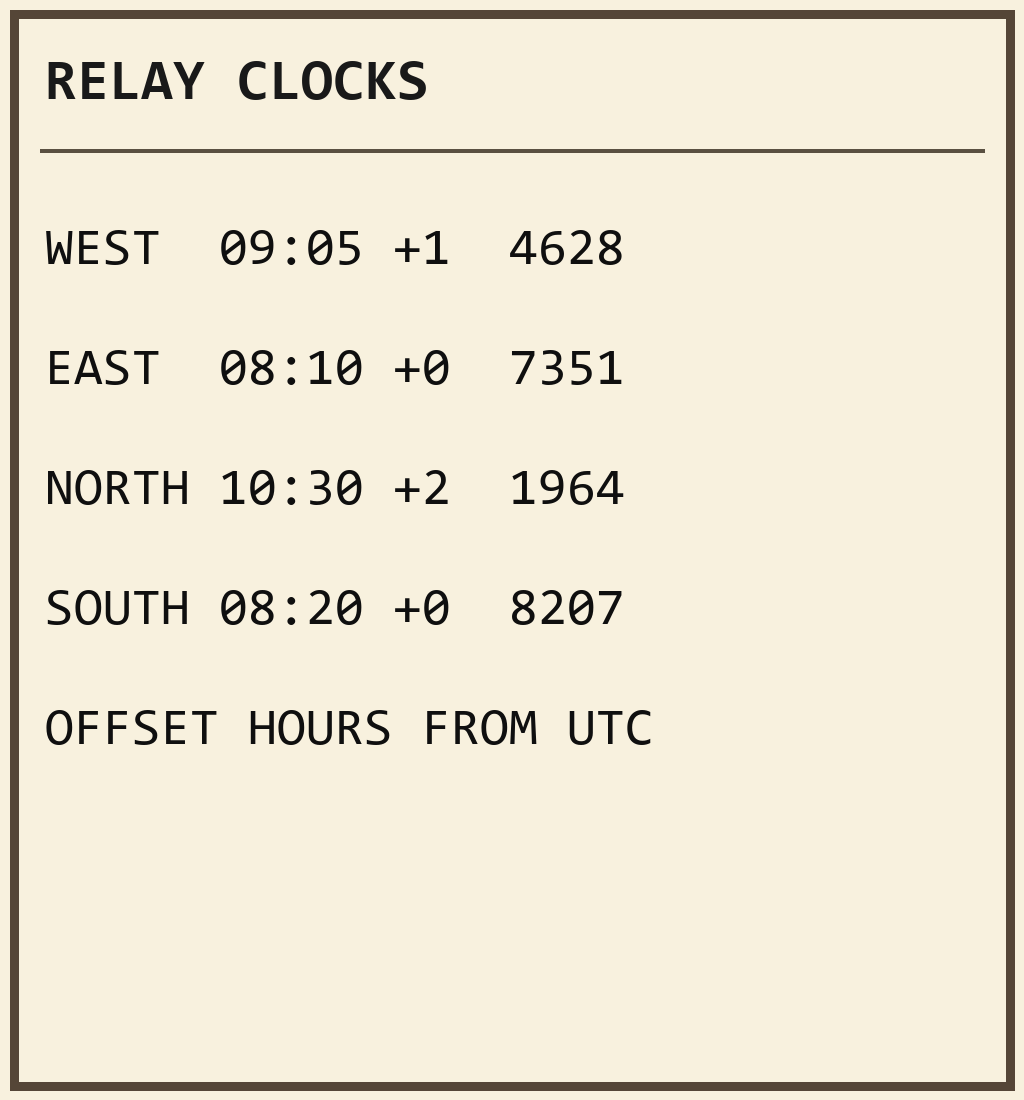 RELAY CLOCKS
WEST  09:05 +1  4628
EAST  08:10 +0  7351
NORTH 10:30 +2  1964
SOUTH 08:20 +0  8207
OFFSET HOURS FROM UTC